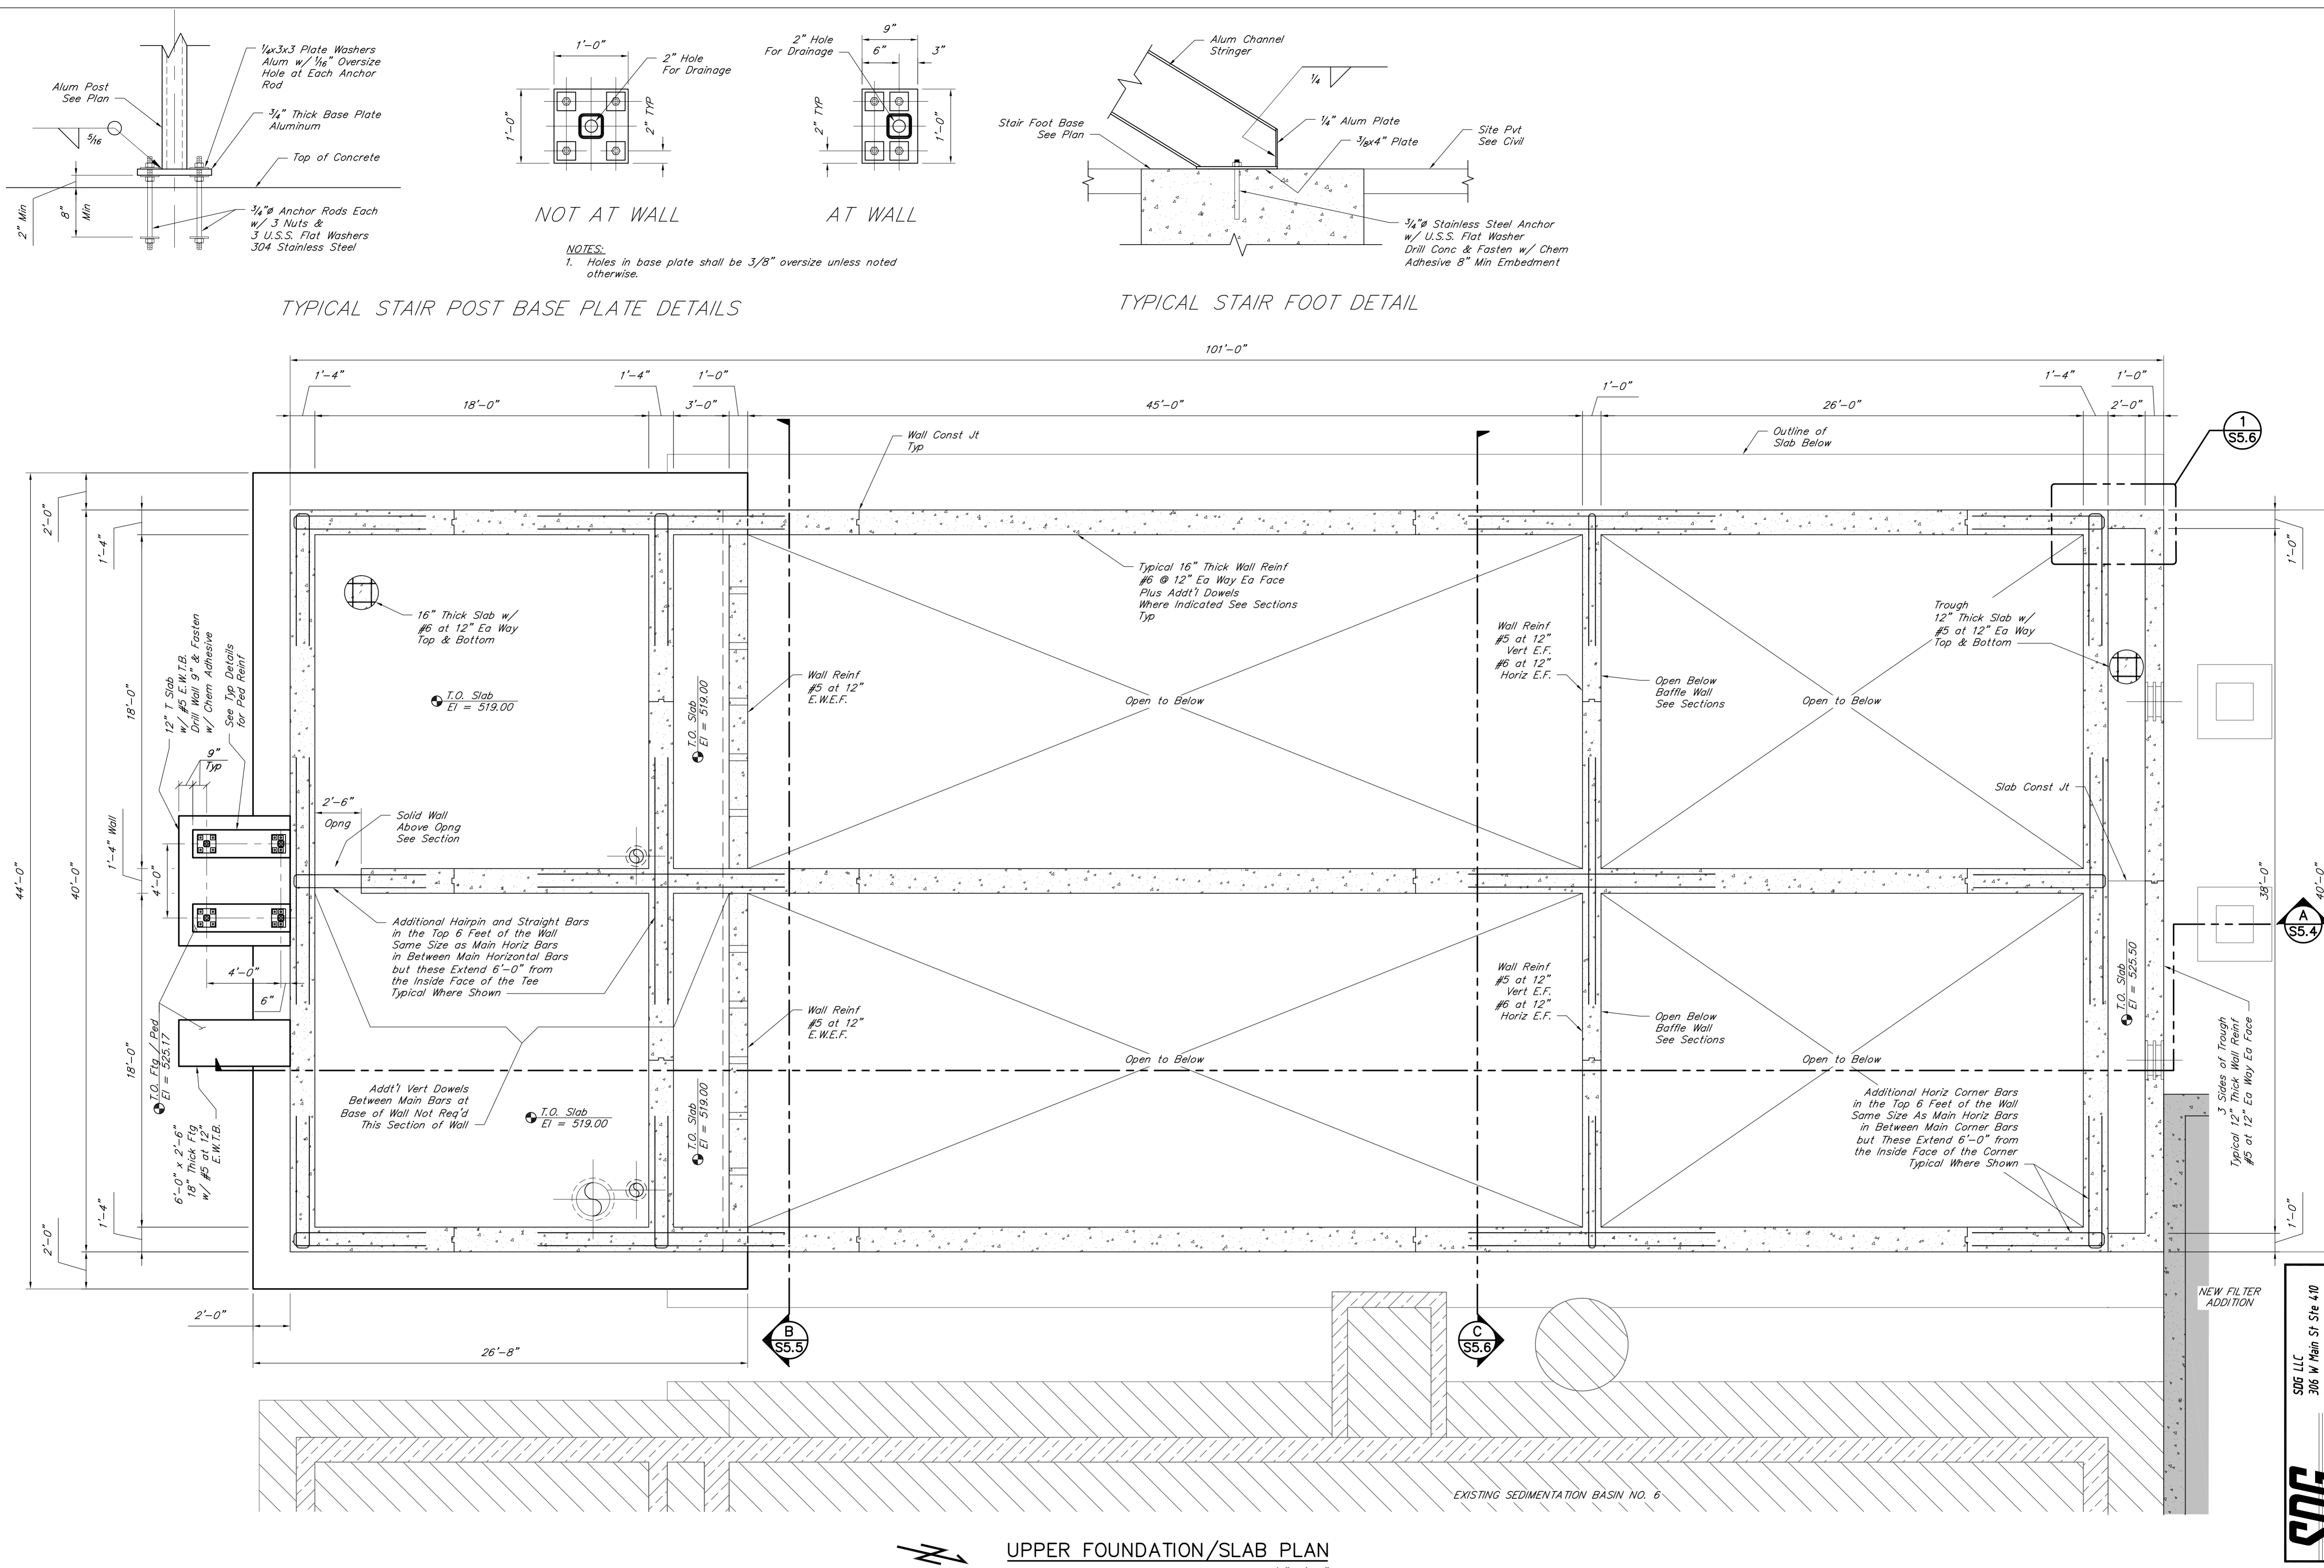 1/4x3x3 Plate Washers
Alum w/ 1/16" Oversize
Hole at Each Anchor
Rod
Alum Post
See Plan
3/4" Thick Base Plate
Aluminum
5/16
Top of Concrete
2" Min
8"
Min
3/4"ø Anchor Rods Each
w/ 3 Nuts &
3 U.S.S. Flat Washers
304 Stainless Steel
1'-0"
2" Hole
For Drainage
1'-0"
2" TYP
NOT AT WALL
2" Hole
For Drainage
9"
6"
3"
2" TYP
1'-0"
AT WALL
NOTES:
1. Holes in base plate shall be 3/8" oversize unless noted
otherwise.
TYPICAL STAIR POST BASE PLATE DETAILS
Alum Channel
Stringer
1/4
Stair Foot Base
See Plan
1/4" Alum Plate
3/8x4" Plate
Site Pvt
See Civil
3/4"ø Stainless Steel Anchor
w/ U.S.S. Flat Washer
Drill Conc & Fasten w/ Chem
Adhesive 8" Min Embedment
TYPICAL STAIR FOOT DETAIL
101'-0"
1'-4"
1'-4"
1'-0"
1'-0"
1'-4"
1'-0"
18'-0"
3'-0"
45'-0"
26'-0"
2'-0"
Wall Const Jt
Typ
Outline of
Slab Below
1
S5.6
2'-0"
1'-4"
18'-0"
1'-4" Wall
44'-0"
40'-0"
18'-0"
1'-4"
2'-0"
1'-0"
38'-0"
40'-0"
1'-0"
16" Thick Slab w/
#6 at 12" Ea Way
Top & Bottom
Typical 16" Thick Wall Reinf
#6 @ 12" Ea Way Ea Face
Plus Addt'l Dowels
Where Indicated See Sections
Typ
Wall Reinf
#5 at 12"
Vert E.F.
#6 at 12"
Horiz E.F.
Trough
12" Thick Slab w/
#5 at 12" Ea Way
Top & Bottom
12" T Slab
w/ #5 E.W.T.B.
Drill Wall 9" & Fasten
w/ Chem Adhesive
See Typ Details
for Ped Reinf
T.O. Slab
El = 519.00
T.O. Slab
El = 519.00
Wall Reinf
#5 at 12"
E.W.E.F.
Open to Below
Open Below
Baffle Wall
See Sections
Open to Below
9"
Typ
2'-6"
Opng
Solid Wall
Above Opng
See Section
Slab Const Jt
4'-0"
4'-0"
6"
Additional Hairpin and Straight Bars
in the Top 6 Feet of the Wall
Same Size as Main Horiz Bars
in Between Main Horizontal Bars
but these Extend 6'-0" from
the Inside Face of the Tee
Typical Where Shown
A
S5.4
T.O. Slab
El = 525.50
Wall Reinf
#5 at 12"
Vert E.F.
#6 at 12"
Horiz E.F.
Wall Reinf
#5 at 12"
E.W.E.F.
Open Below
Baffle Wall
See Sections
T.O. Ftg / Ped
El = 525.17
6'-0" x 2'-6"
18" Thick Ftg
w/ #5 at 12"
E.W.T.B.
Open to Below
Open to Below
Addt'l Vert Dowels
Between Main Bars at
Base of Wall Not Req'd
This Section of Wall
T.O. Slab
El = 519.00
T.O. Slab
El = 519.00
Additional Horiz Corner Bars
in the Top 6 Feet of the Wall
Same Size As Main Horiz Bars
in Between Main Corner Bars
but These Extend 6'-0" from
the Inside Face of the Corner
Typical Where Shown
3 Sides of Trough
Typical 12" Thick Wall Reinf
#5 at 12" Ea Way Ea Face
2'-0"
26'-8"
B
S5.5
C
S5.6
NEW FILTER
ADDITION
SDG LLC
306 W Main St Ste 410
SDG
EXISTING SEDIMENTATION BASIN NO. 6
UPPER FOUNDATION/SLAB PLAN